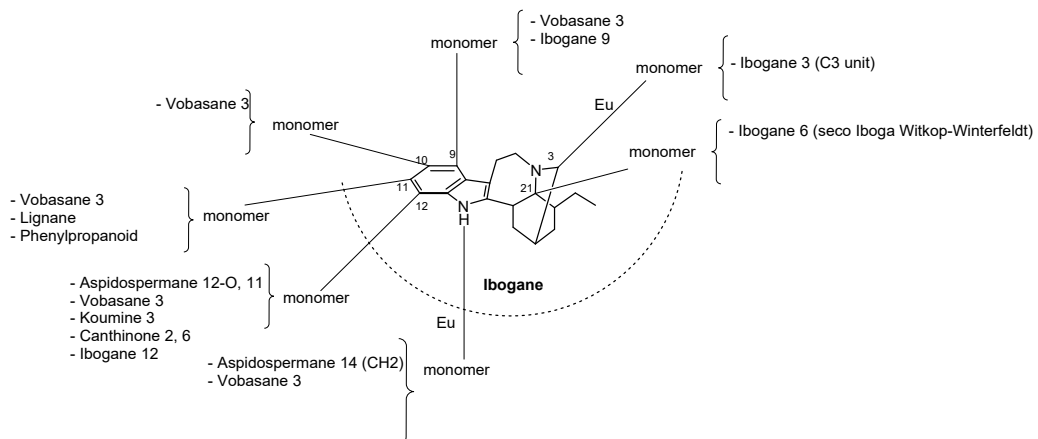 - Vobasane 3
- Ibogane 9
monomer
monomer
- Ibogane 3 (C3 unit)
Eu
- Vobasane 3
monomer
- Ibogane 6 (seco Iboga Witkop-Winterfeldt)
monomer
9
10
N
3
11
21
12
N
H
- Vobasane 3
- Lignane
- Phenylpropanoid
monomer
Ibogane
- Aspidospermane 12-O, 11
- Vobasane 3
- Koumine 3
- Canthinone 2, 6
- Ibogane 12
monomer
Eu
- Aspidospermane 14 (CH2)
- Vobasane 3
monomer